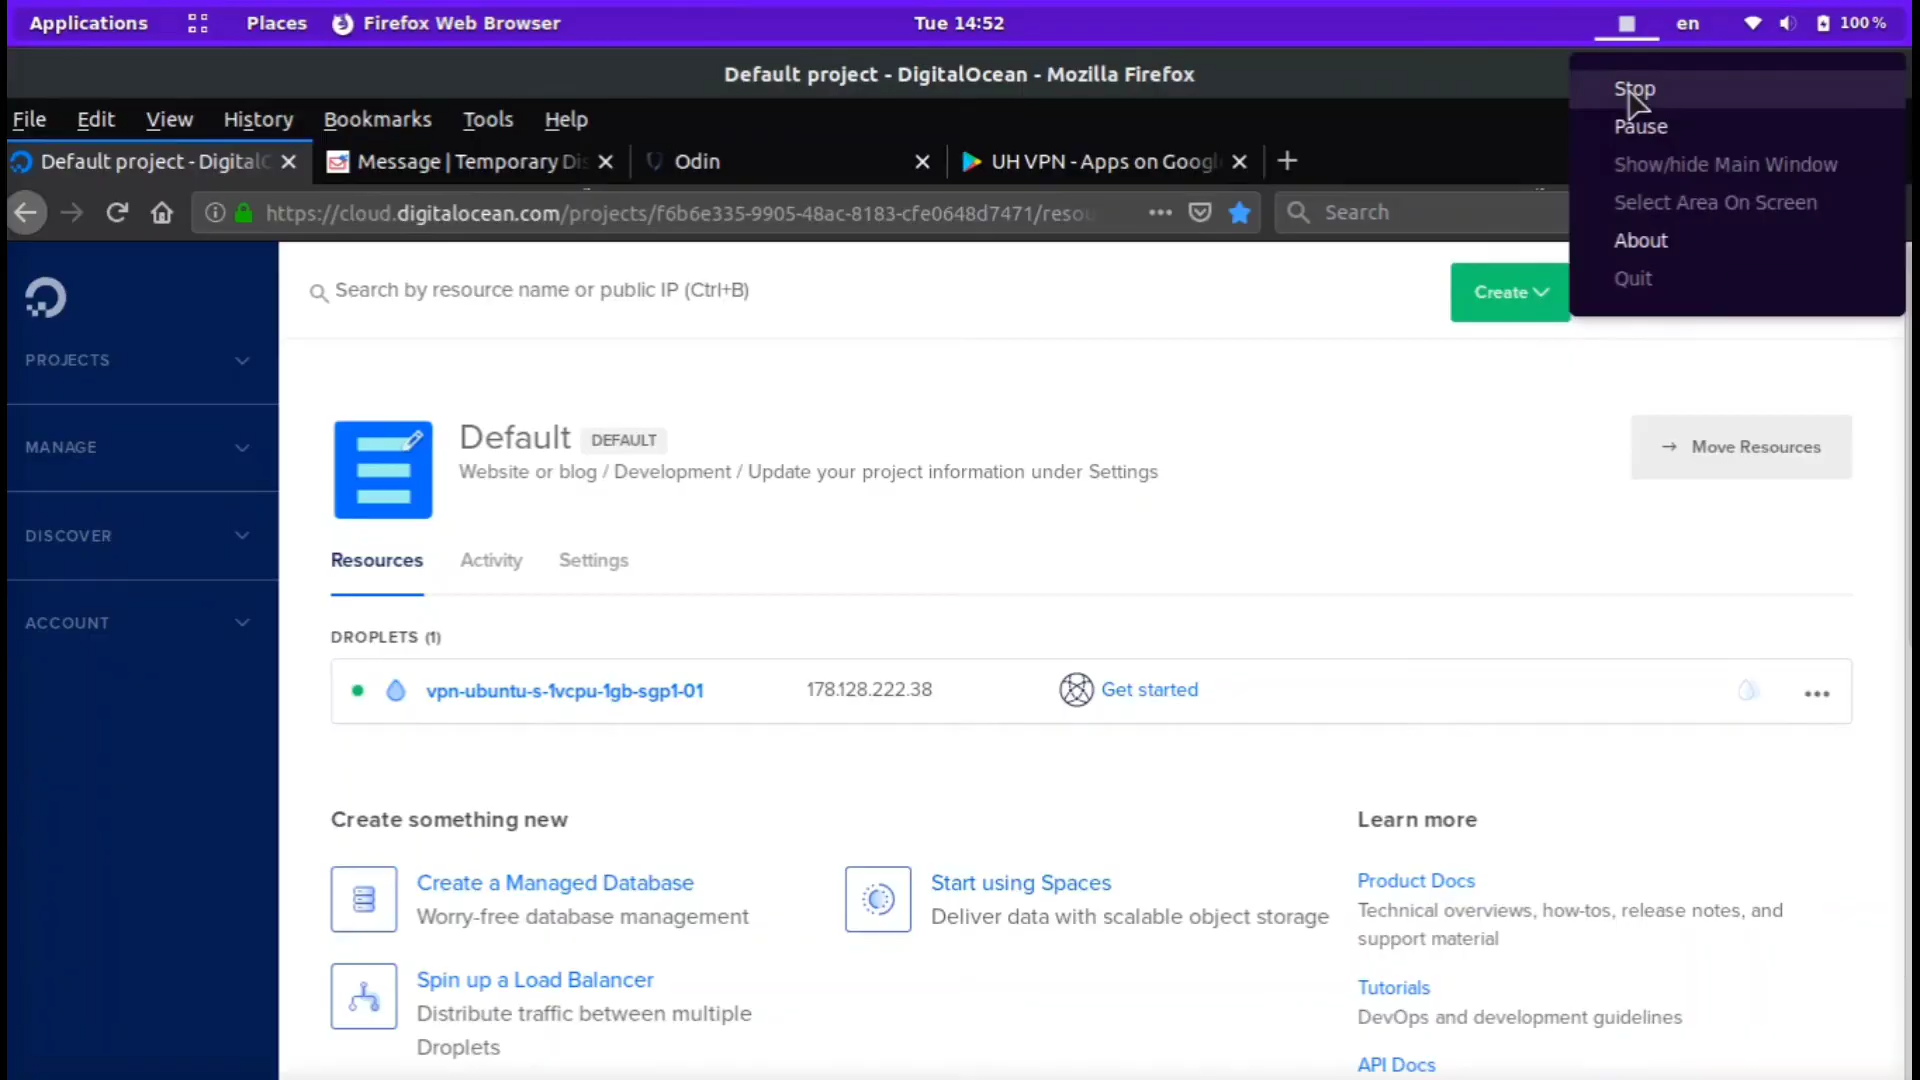 Applications
Places
Firefox Web Browser
Tue 14:52
en
100 %
Default project - DigitalOcean - Mozilla Firefox
Stop
Pause
Show/hide Main Window
Select Area On Screen
About
Quit
File Edit View History Bookmarks Tools Help
Default project - DigitalO
Message | Temporary Dis
Odin
UH VPN - Apps on Googl
https://cloud.digitalocean.com/projects/f6b6e335-9905-48ac-8183-cfe0648d7471/resou
Search
Search by resource name or public IP (Ctrl+B)
Create
PROJECTS
MANAGE
DISCOVER
ACCOUNT
Default DEFAULT
Website or blog / Development / Update your project information under Settings
→ Move Resources
Resources Activity Settings
DROPLETS (1)
vpn-ubuntu-s-1vcpu-1gb-sgp1-01
178.128.222.38
Get started
Create something new
Create a Managed Database
Worry-free database management
Start using Spaces
Deliver data with scalable object storage
Spin up a Load Balancer
Distribute traffic between multiple
Droplets
Learn more
Product Docs
Technical overviews, how-tos, release notes, and
support material
Tutorials
DevOps and development guidelines
API Docs